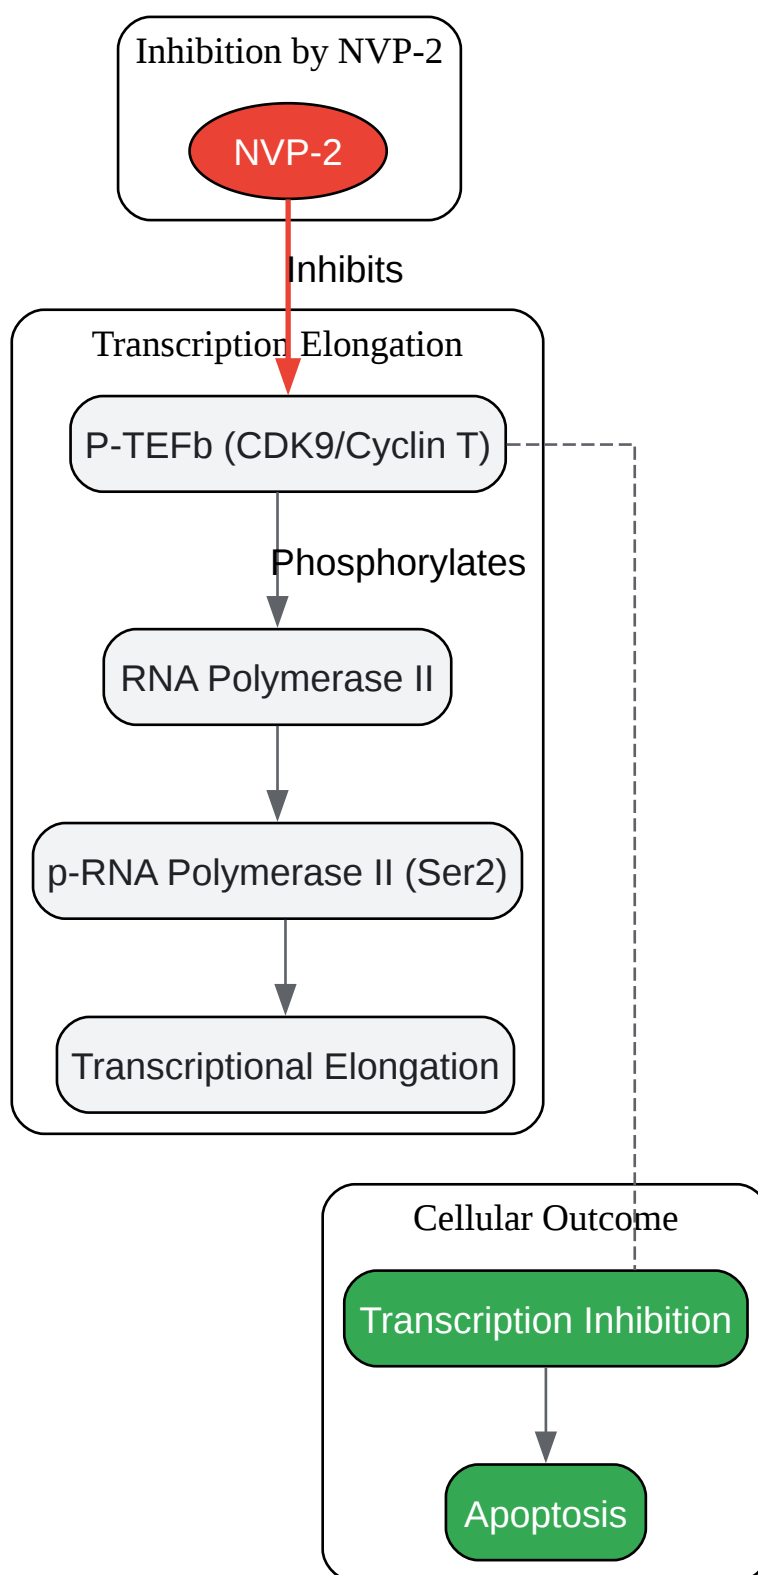 Inhibition by NVP-2
NVP-2
Inhibits
Transcription Elongation
P-TEFb (CDK9/Cyclin T)
Phosphorylates
RNA Polymerase II
p-RNA Polymerase II (Ser2)
Transcriptional Elongation
Cellular Outcome
Transcription Inhibition
Apoptosis